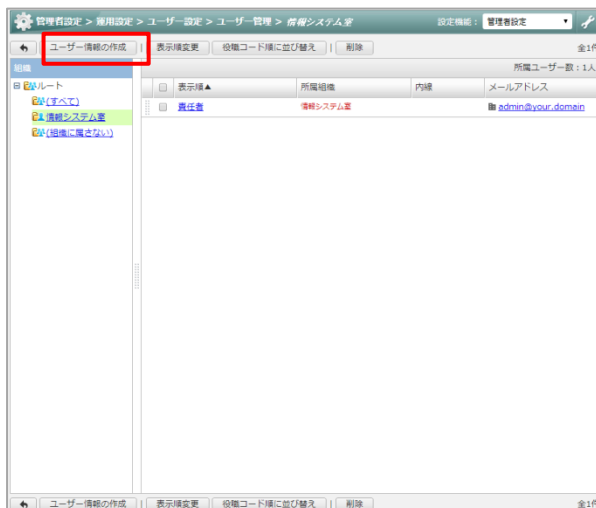 管理者設定 > 運用設定 > ユーザー設定 > ユーザー管理 > 情報システム室 設定機能： 管理者設定
ユーザー情報の作成 | 表示順変更 役職コード順に並び替え | 削除 全1件
組織 所属ユーザー数：1人
ルート
(すべて)
情報システム室
(組織に属さない)
表示順▲ 所属組織 内線 メールアドレス
責任者 情報システム室 admin@your.domain
ユーザー情報の作成 | 表示順変更 役職コード順に並び替え | 削除 全1件